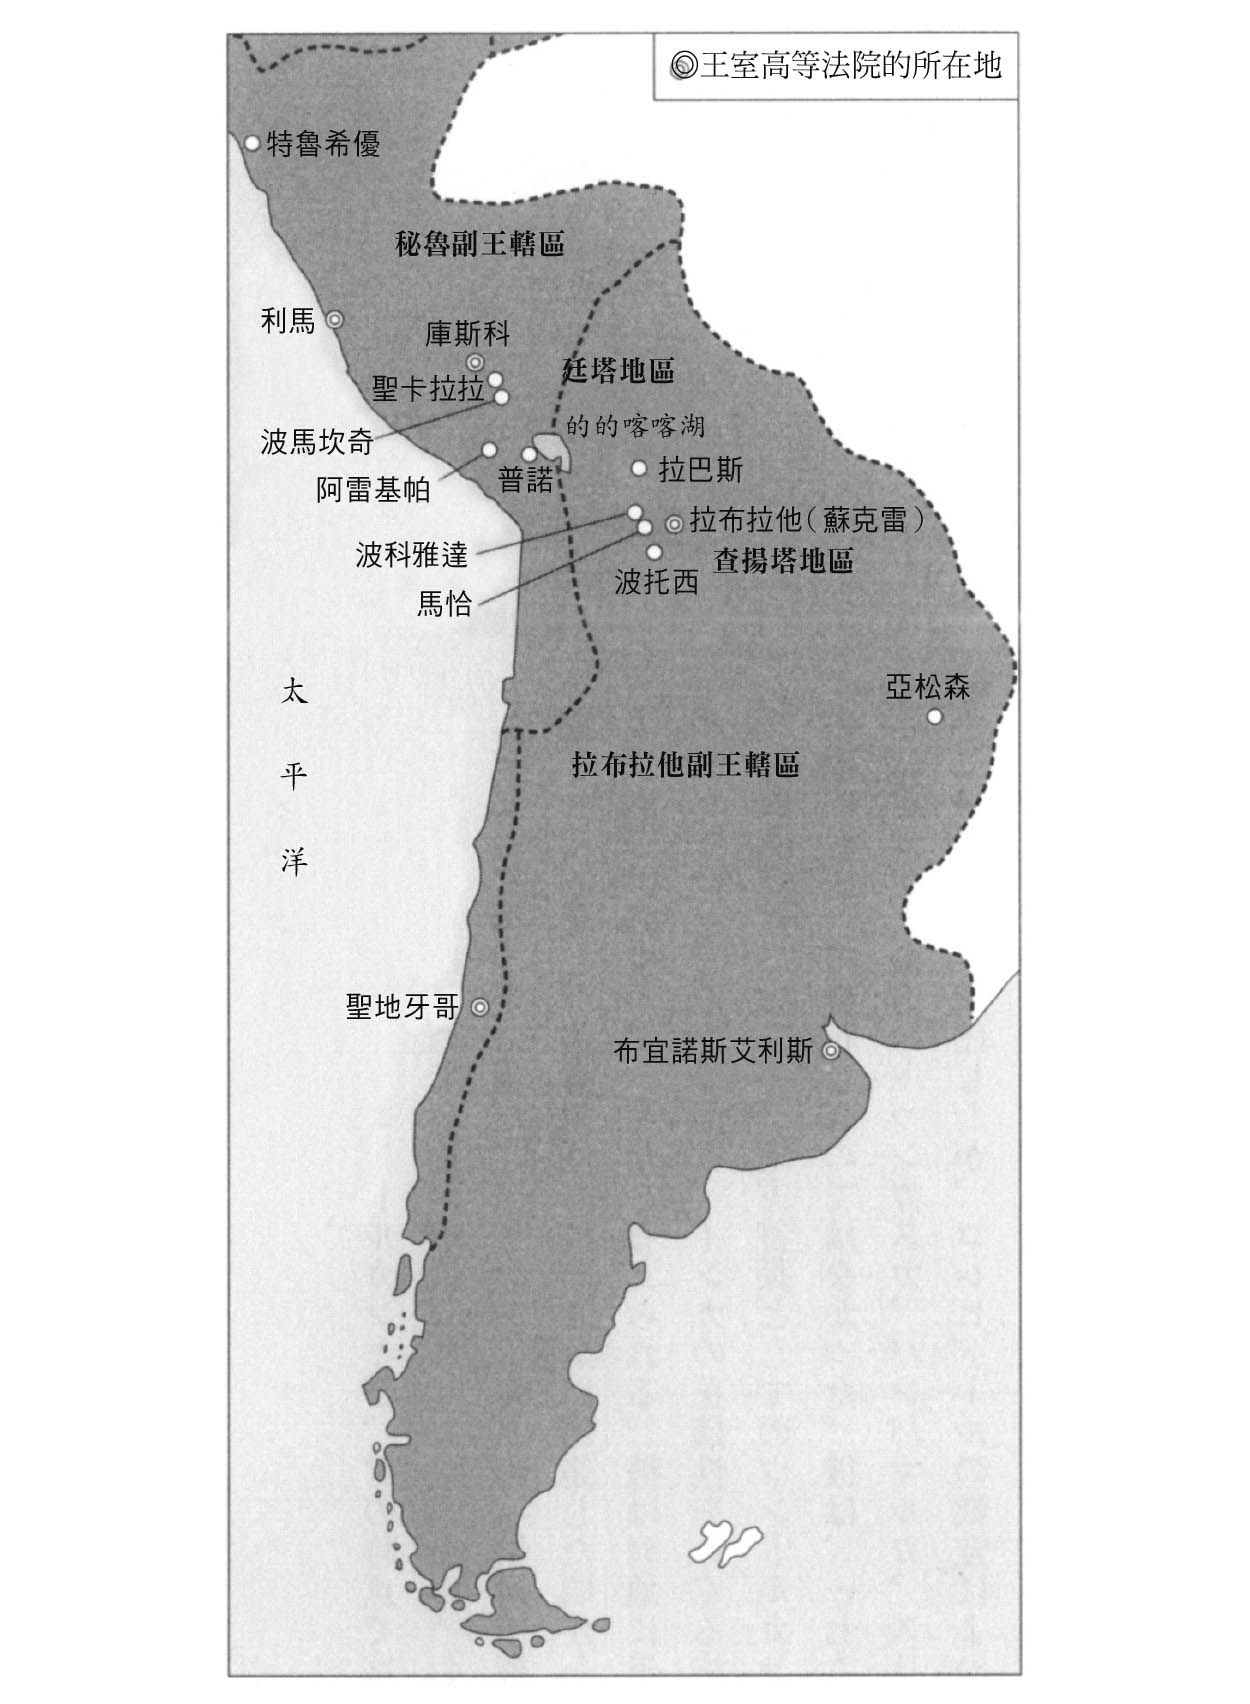 王室高等法院的所在地
特魯希優
秘魯副王轄區
利馬
庫斯科
廷塔地區
聖卡拉拉
的的喀喀湖
波馬坎奇
拉巴斯
普諾
阿雷基帕
拉布拉他（蘇克雷）
波科雅達
查揚塔地區
波托西
馬恰
亞松森
太平洋
拉布拉他副王轄區
聖地牙哥
布宜諾斯艾利斯